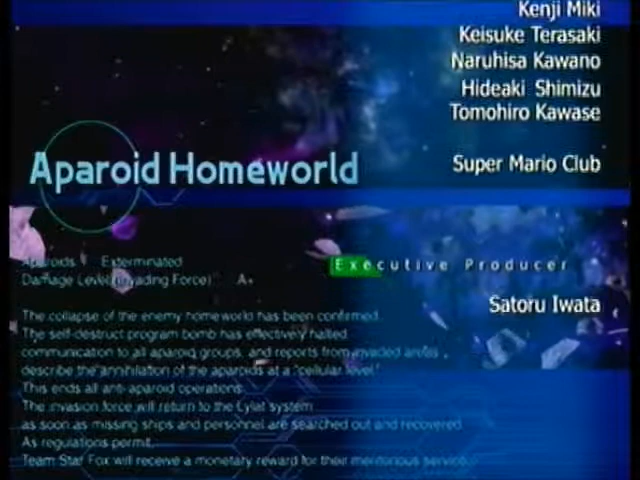 Kenji Miki
Keisuke Terasaki
Naruhisa Kawano
Hideaki Shimizu
Tomohiro Kawase
Super Mario Club
Aparoid Homeworld
Executive Producer
Satoru Iwata
Aparoids Exterminated
Damage Level (Invading Force) A+
The collapse of the enemy homeworld has been confirmed.
The self-destruct program bomb has effectively halted
communication to all aparoid groups, and reports from invaded areas
describe the annihilation of the aparoids at a "cellular level."
This ends all anti-aparoid operations.
The invasion force will return to the Lylat system
as soon as missing ships and personnel are searched out and recovered.
As regulations permit,
Team Star Fox will receive a monetary reward for their meritorious service.